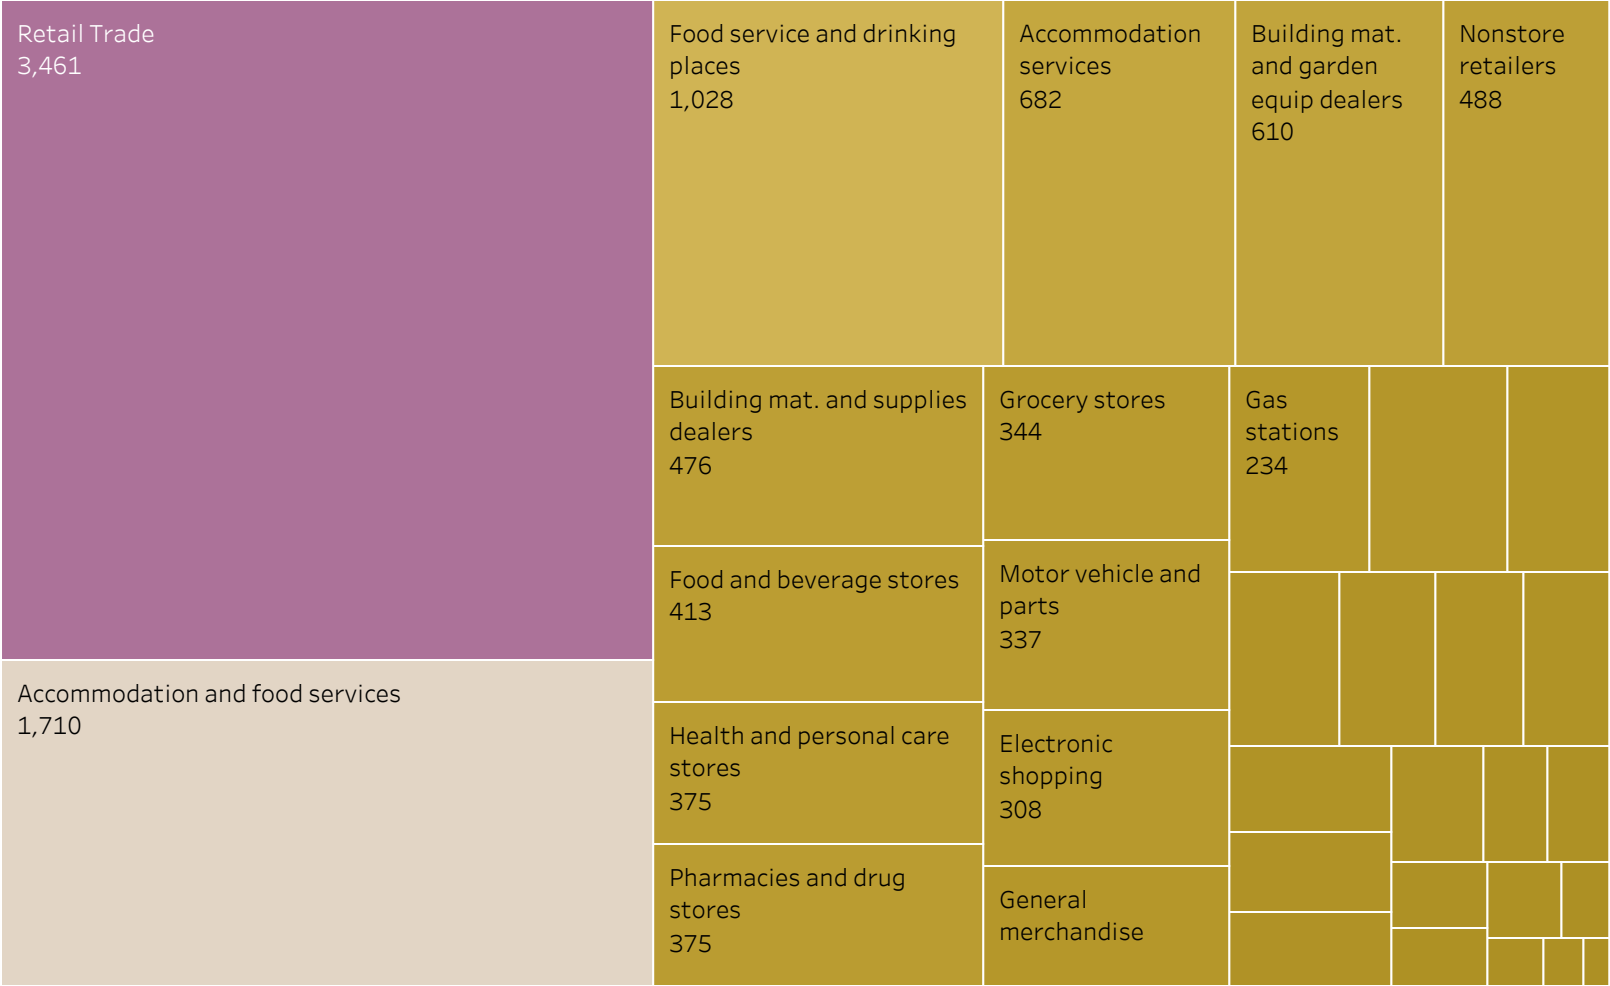 Retail Trade
3,461
Accommodation and food services
1,710
Food service and drinking
places
1,028
Accommodation
services
682
Building mat.
and garden
equip dealers
610
Nonstore
retailers
488
Building mat. and supplies
dealers
476
Food and beverage stores
413
Health and personal care
stores
375
Pharmacies and drug
stores
375
Grocery stores
344
Motor vehicle and
parts
337
Electronic
shopping
308
General
merchandise
Gas
stations
234